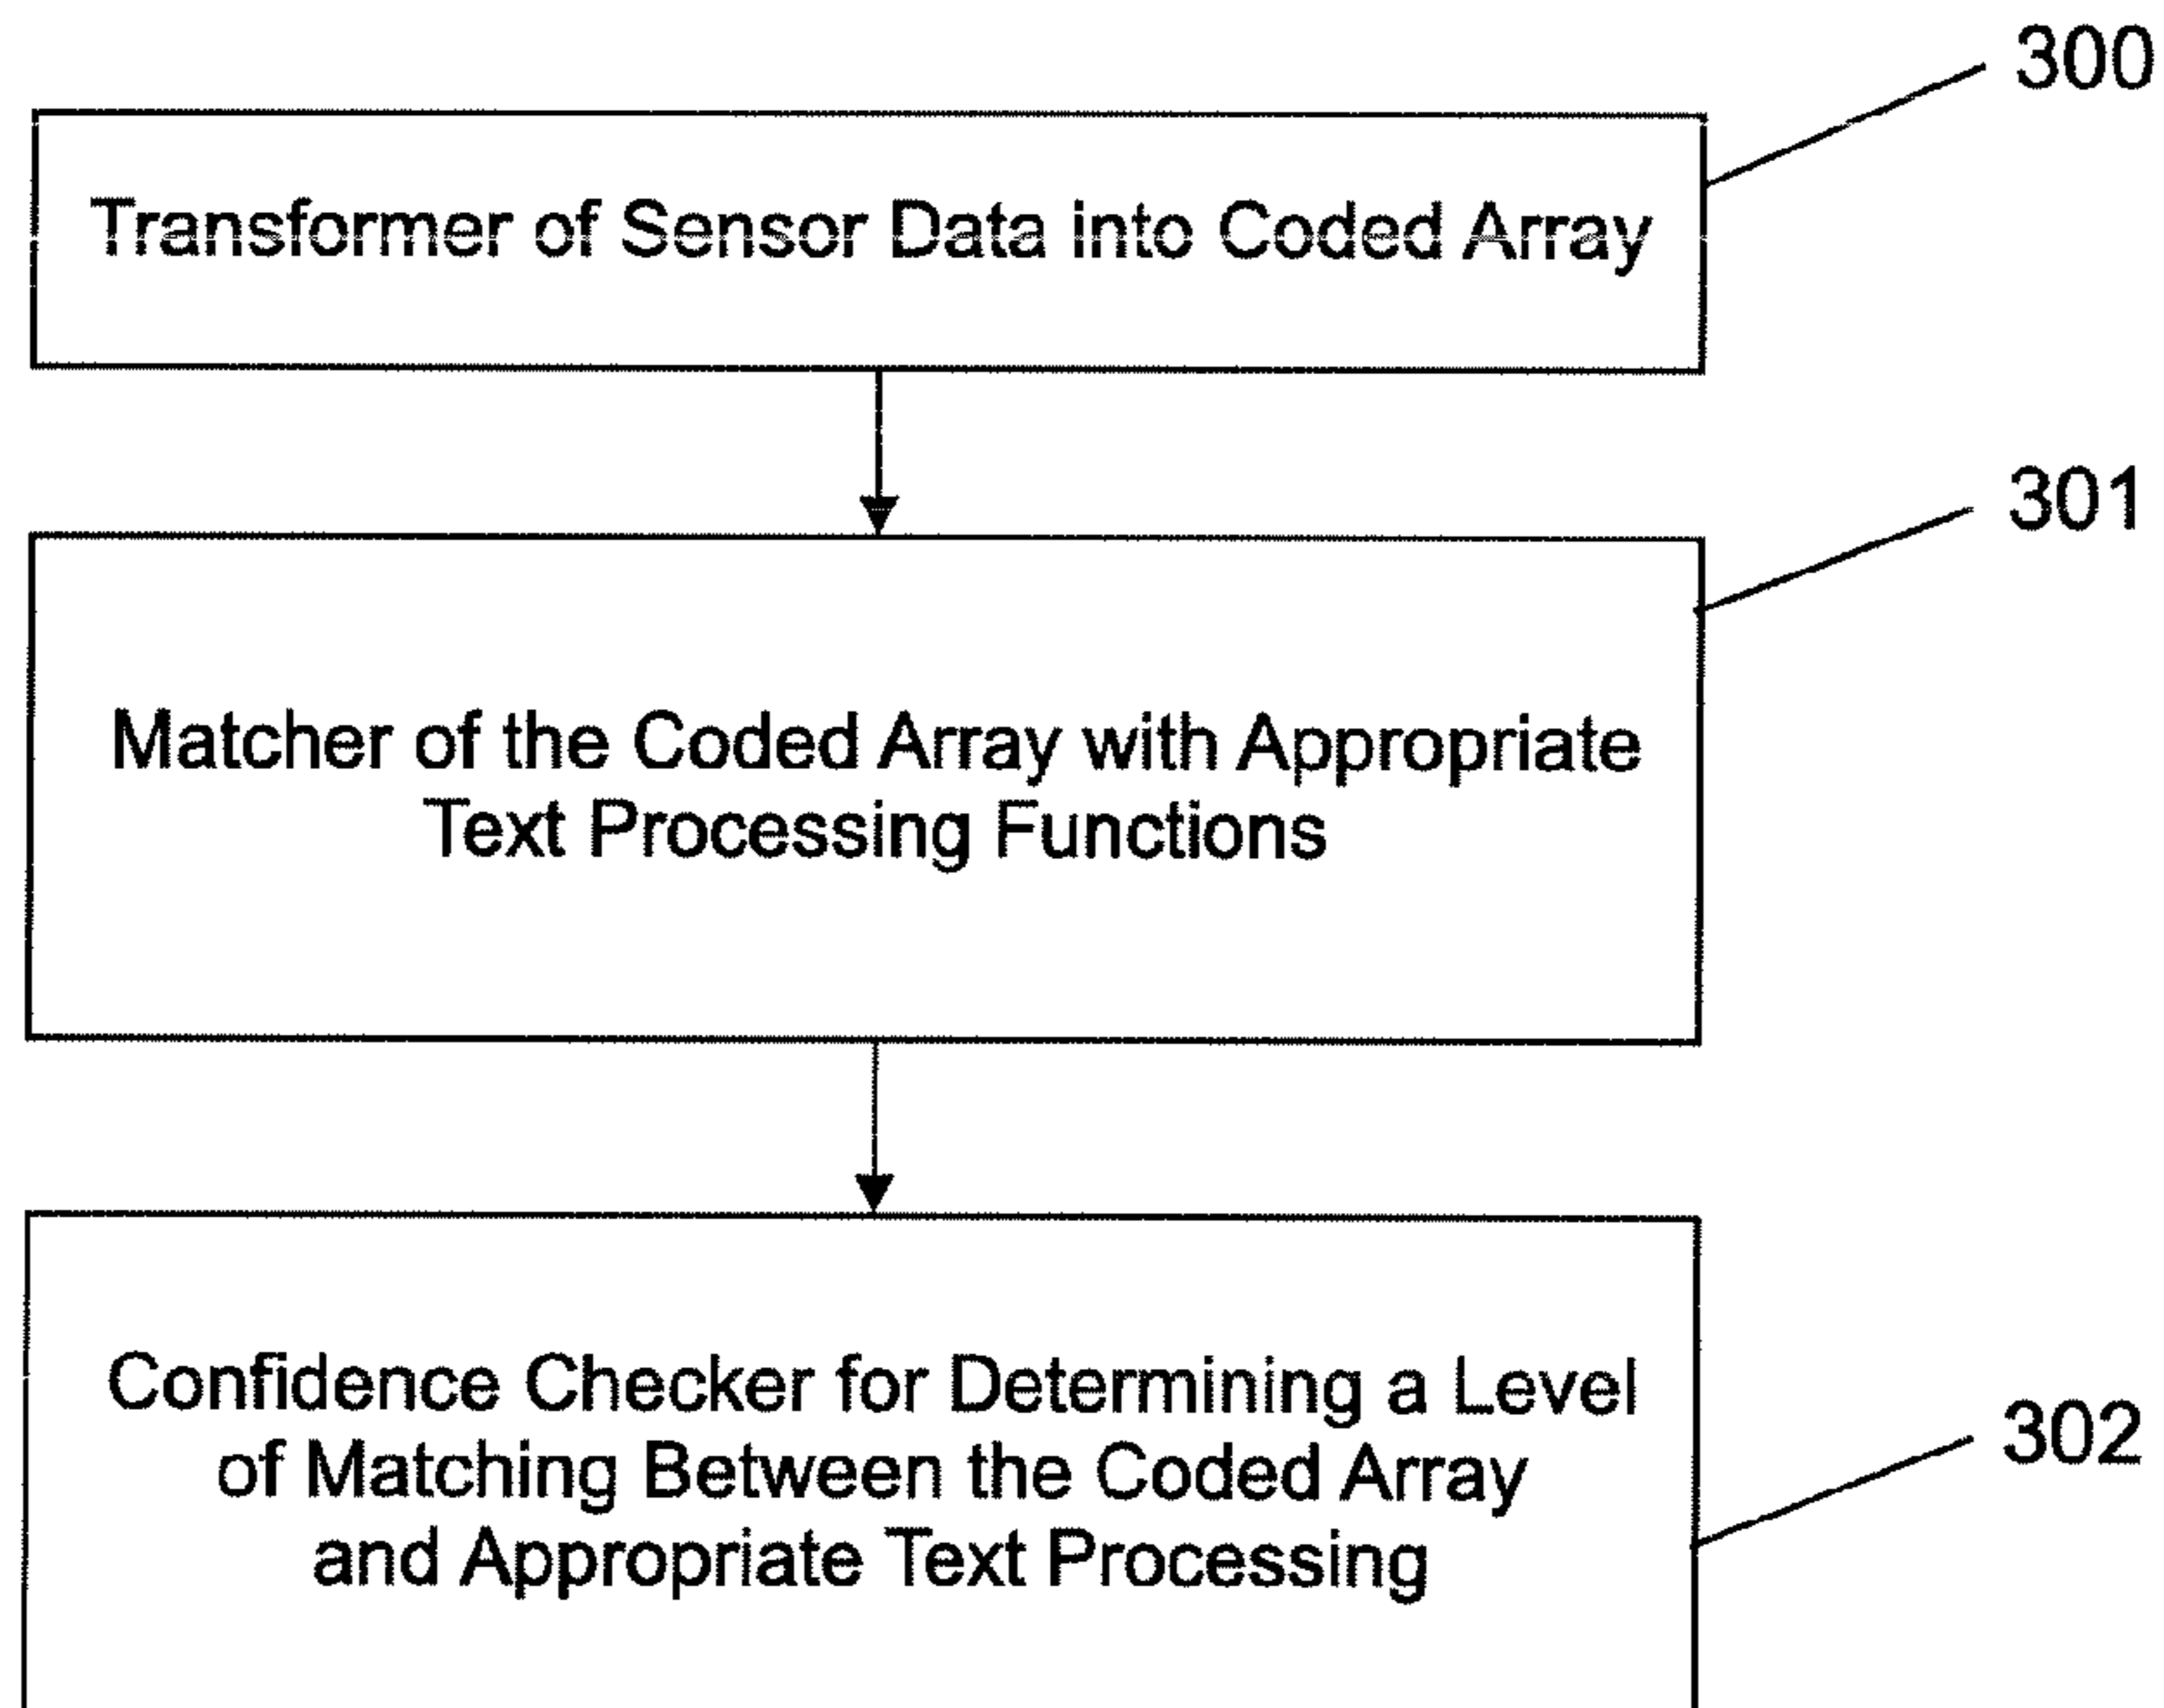 300
Transformer of Sensor Data into Coded Array
301
Matcher of the Coded Array with Appropriate
Text Processing Functions
Confidence Checker for Determining a Level
of Matching Between the Coded Array
and Appropriate Text Processing
302